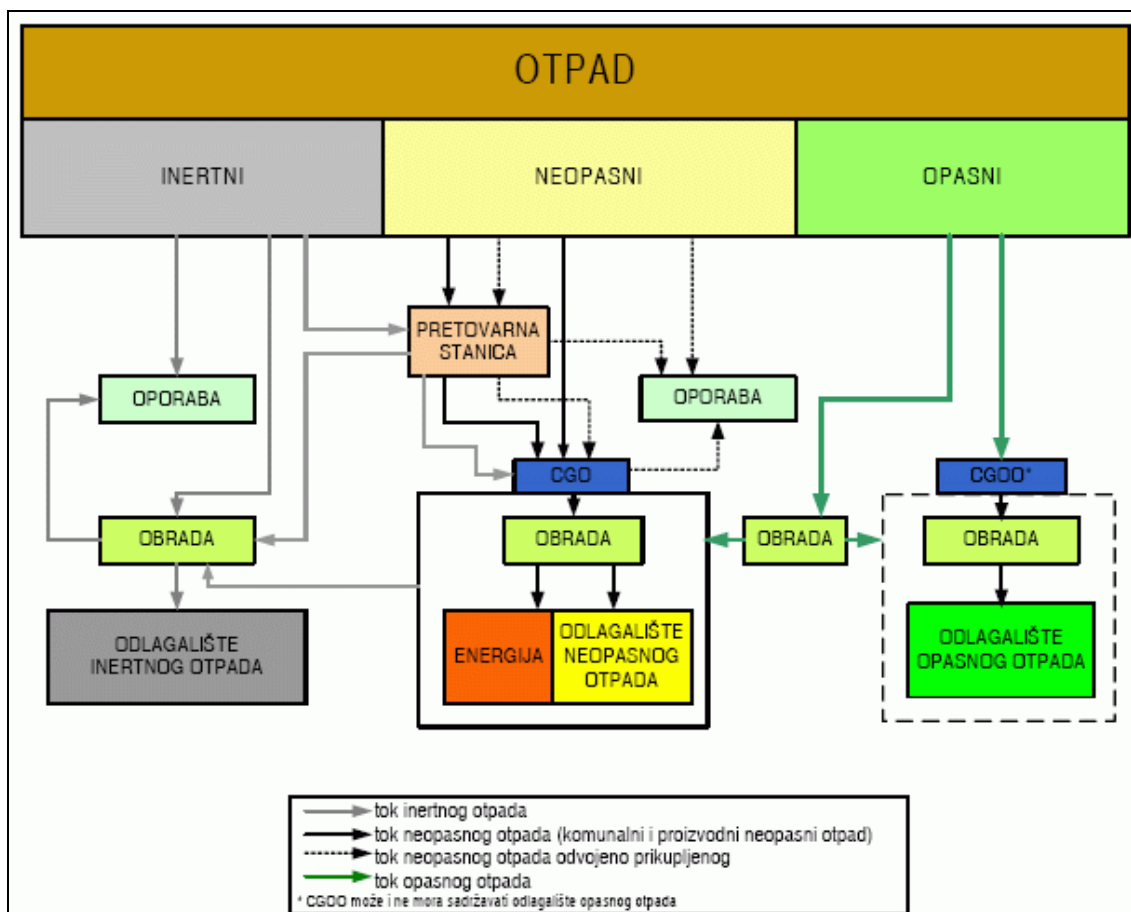 OTPAD
INERTNI
NEOPASNI
OPASNI
PRETOVARNA
STANICA
OPORABA
OPORABA
CGO
CGOO*
OBRADA
OBRADA
OBRADA
OBRADA
ODLAGALIŠTE
INERTNOG OTPADA
ENERGIJA
ODLAGALIŠTE
NEOPASNOG
OTPADA
ODLAGALIŠTE
OPASNOG OTPADA
tok inertnog otpada
tok neopasnog otpada (komunalni i proizvodni neopasni otpad)
tok neopasnog otpada odvojeno prikupljenog
tok opasnog otpada
* CGOO može i ne mora sadržavati odlagalište opasnog otpada